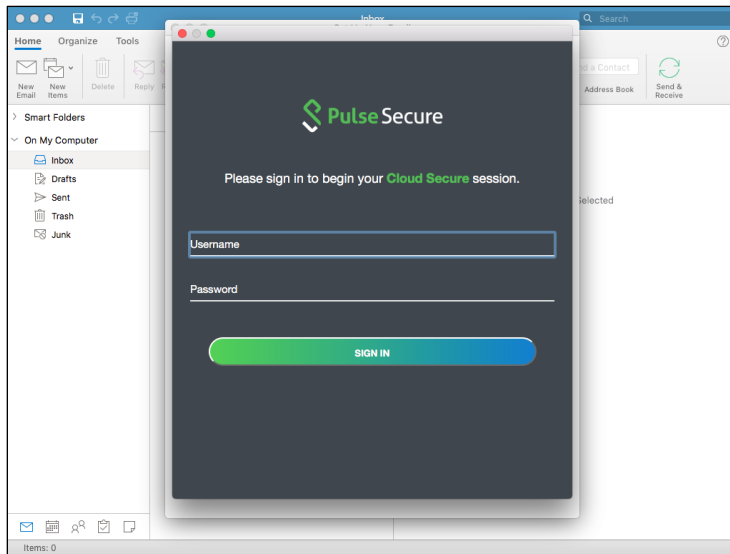 Inbox
Search
Home Organize Tools
New Email
New Items
Delete
Reply
Address Book
Send & Receive
Smart Folders
On My Computer
Inbox
Drafts
Sent
Trash
Junk
Pulse Secure
Please sign in to begin your Cloud Secure session.
Username
Password
SIGN IN
Selected
Items: 0